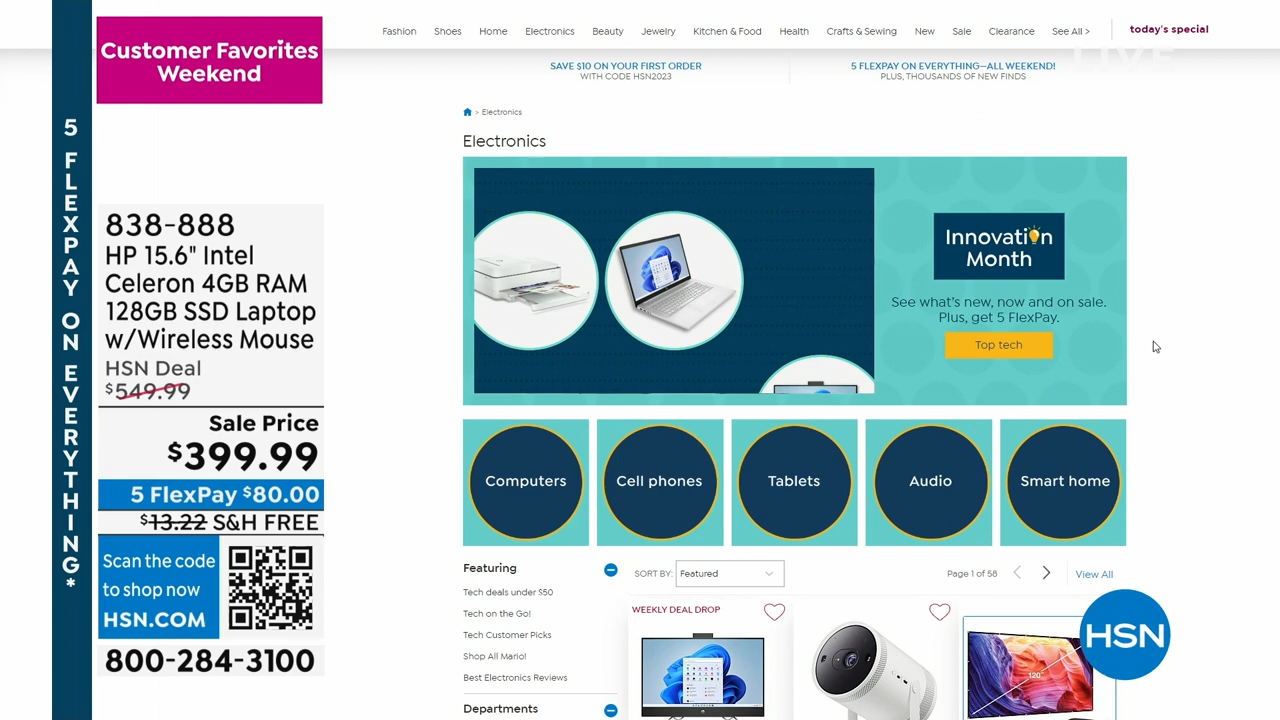 Customer Favorites
Weekend
5 FLEXPAY ON EVERYTHING*
838-888
HP 15.6" Intel
Celeron 4GB RAM
128GB SSD Laptop
w/Wireless Mouse
HSN Deal
$549.99
Sale Price
$399.99
5 FlexPay $80.00
$13.22 S&H FREE
Scan the code
to shop now
HSN.COM
800-284-3100
Fashion Shoes Home Electronics Beauty Jewelry Kitchen & Food Health Crafts & Sewing New Sale Clearance See All > today's special
LIVE
SAVE $10 ON YOUR FIRST ORDER
WITH CODE HSN2023
5 FLEXPAY ON EVERYTHING—ALL WEEKEND!
PLUS, THOUSANDS OF NEW FINDS
> Electronics
Electronics
Innovation
Month
See what's new, now and on sale.
Plus, get 5 FlexPay.
Top tech
Computers Cell phones Tablets Audio Smart home
Featuring
Tech deals under $50
Tech on the Go!
Tech Customer Picks
Shop All Mario!
Best Electronics Reviews
Departments
SORT BY: Featured Page 1 of 58 View All
WEEKLY DEAL DROP
120"
HSN